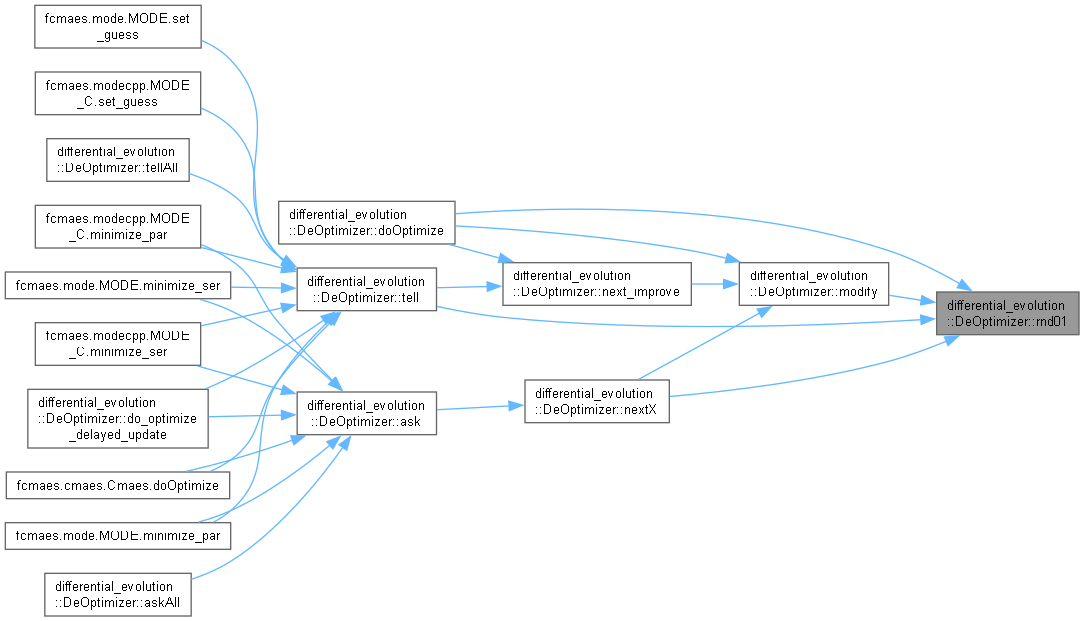 fcmaes.mode.MODE.set
_guess
fcmaes.modecpp.MODE
_C.set_guess
differential_evolution
::DeOptimizer::tellAll
fcmaes.modecpp.MODE
_C.minimize_par
fcmaes.mode.MODE.minimize_ser
fcmaes.modecpp.MODE
_C.minimize_ser
differential_evolution
::DeOptimizer::do_optimize
_delayed_update
fcmaes.cmaes.Cmaes.doOptimize
fcmaes.mode.MODE.minimize_par
differential_evolution
::DeOptimizer::askAll
differential_evolution
::DeOptimizer::doOptimize
differential_evolution
::DeOptimizer::tell
differential_evolution
::DeOptimizer::ask
differential_evolution
::DeOptimizer::next_improve
differential_evolution
::DeOptimizer::nextX
differential_evolution
::DeOptimizer::modify
differential_evolution
::DeOptimizer::rnd01